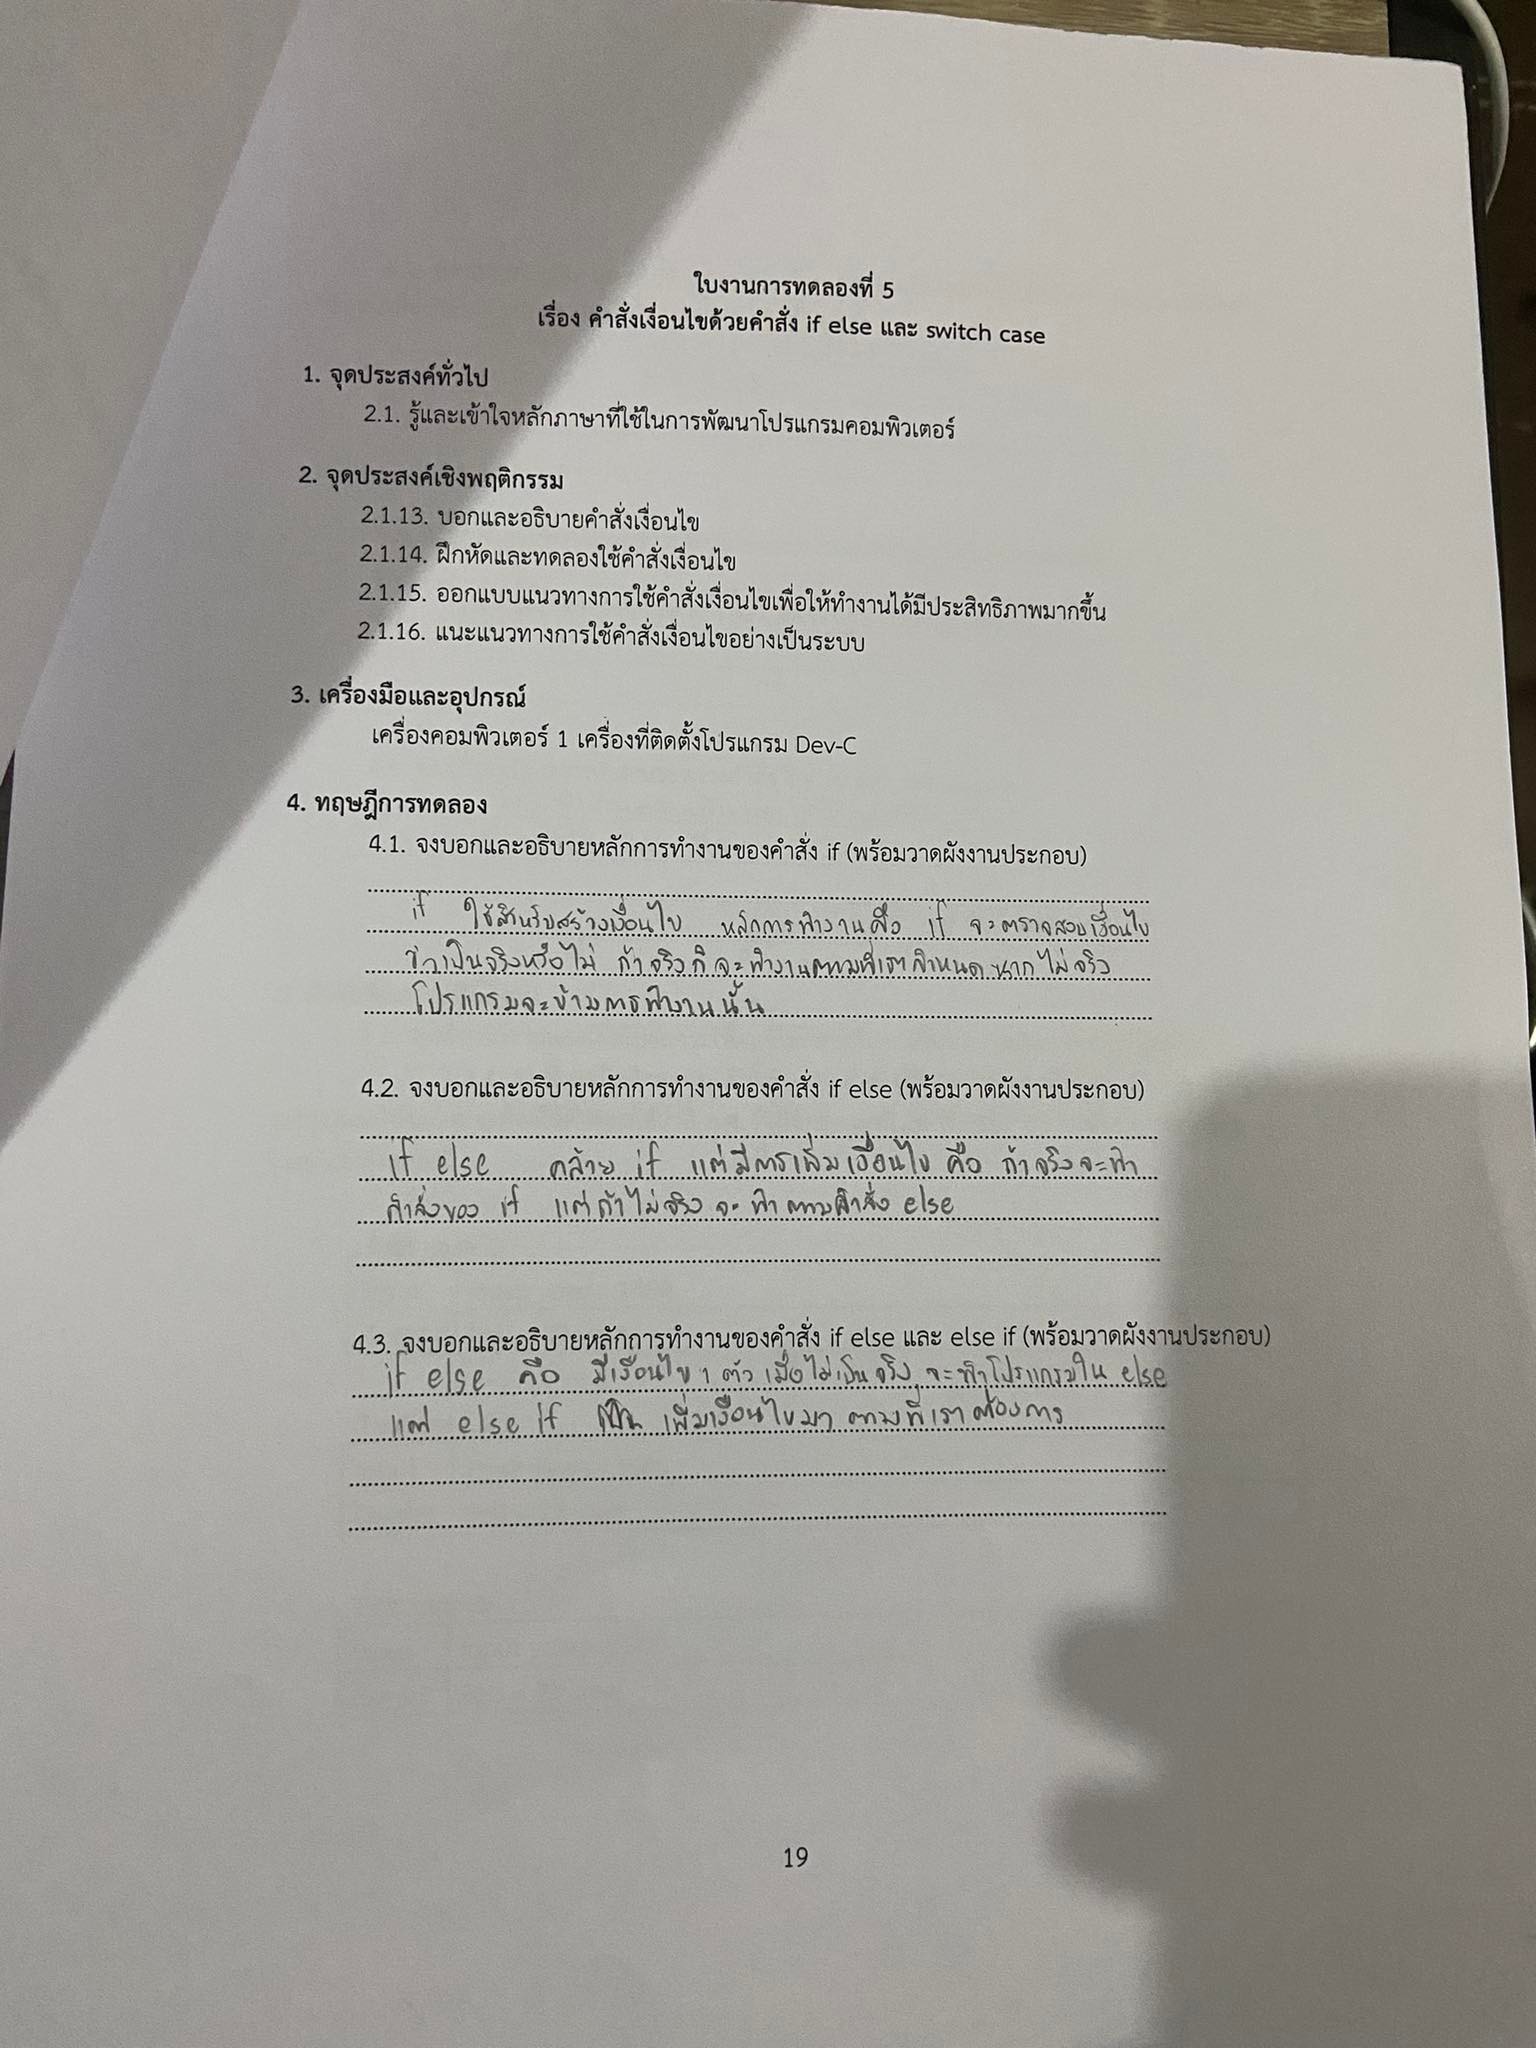 ใบงานการทดลองที่ 5
เรื่อง คำสั่งเงื่อนไขด้วยคำสั่ง if else และ switch case
1. จุดประสงค์ทั่วไป
2.1. รู้และเข้าใจหลักภาษาที่ใช้ในการพัฒนาโปรแกรมคอมพิวเตอร์
2. จุดประสงค์เชิงพฤติกรรม
2.1.13. บอกและอธิบายคำสั่งเงื่อนไข
2.1.14. ฝึกหัดและทดลองใช้คำสั่งเงื่อนไข
2.1.15. ออกแบบแนวทางการใช้คำสั่งเงื่อนไขเพื่อให้ทำงานได้มีประสิทธิภาพมากขึ้น
2.1.16. แนะแนวทางการใช้คำสั่งเงื่อนไขอย่างเป็นระบบ
3. เครื่องมือและอุปกรณ์
เครื่องคอมพิวเตอร์ 1 เครื่องที่ติดตั้งโปรแกรม Dev-C
4. ทฤษฎีการทดลอง
4.1. จงบอกและอธิบายหลักการทำงานของคำสั่ง if (พร้อมวาดผังงานประกอบ)
if ใช้สำหรับสร้างเงื่อนไข หลักการทำงานคือ if จะตรวจสอบเงื่อนไข
ว่าเป็นจริงหรือไม่ ถ้าจริงก็จะทำงานตามที่เรากำหนด หากไม่จริง
โปรแกรมจะข้ามการทำงานนั้น
4.2. จงบอกและอธิบายหลักการทำงานของคำสั่ง if else (พร้อมวาดผังงานประกอบ)
if else คล้าย if แต่มีการเพิ่มเงื่อนไข คือ ถ้าจริงจะทำ
คำสั่งของ if แต่ถ้าไม่จริง จะทำตามคำสั่ง else
4.3. จงบอกและอธิบายหลักการทำงานของคำสั่ง if else และ else if (พร้อมวาดผังงานประกอบ)
if else คือ มีเงื่อนไข 1 ตัว เมื่อไม่เป็นจริง จะทำโปรแกรมใน else
แต่ else if เพิ่มเงื่อนไขมา ตามที่เราต้องการ
19